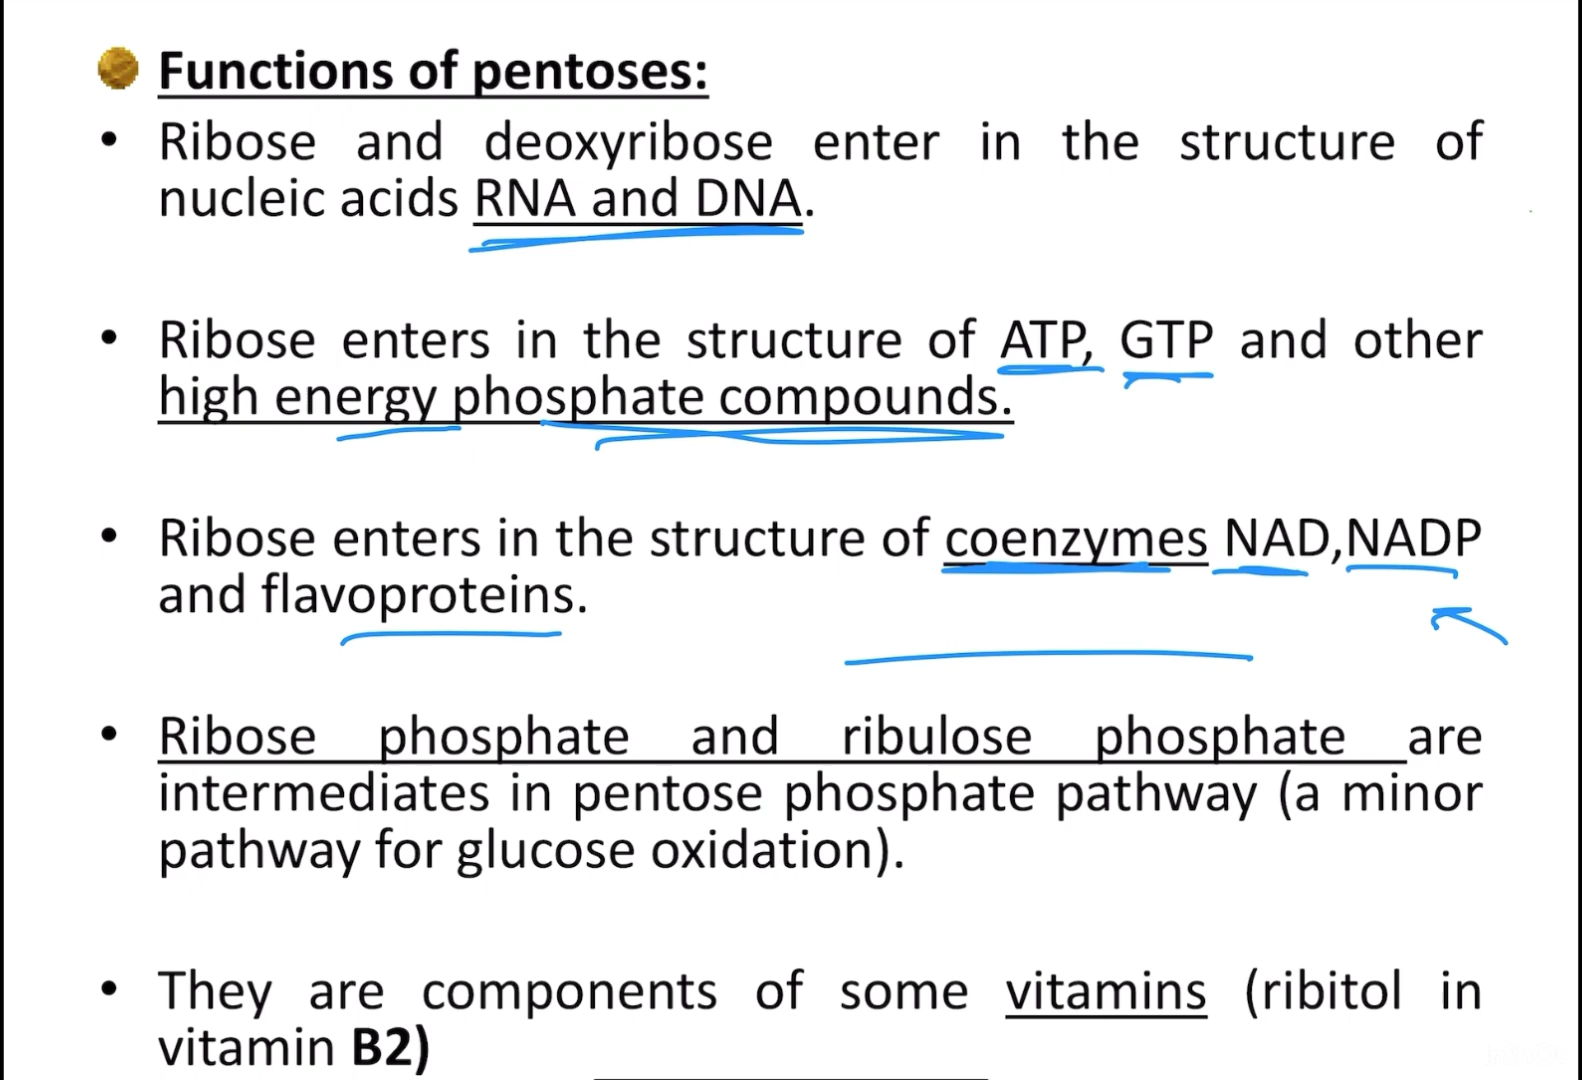 Functions of pentoses:
• Ribose and deoxyribose enter in the structure of
nucleic acids RNA and DNA.
• Ribose enters in the structure of ATP, GTP and other
high energy phosphate compounds.
• Ribose enters in the structure of coenzymes NAD,NADP
and flavoproteins.
• Ribose phosphate and ribulose phosphate are
intermediates in pentose phosphate pathway (a minor
pathway for glucose oxidation).
• They are components of some vitamins (ribitol in
vitamin B2)